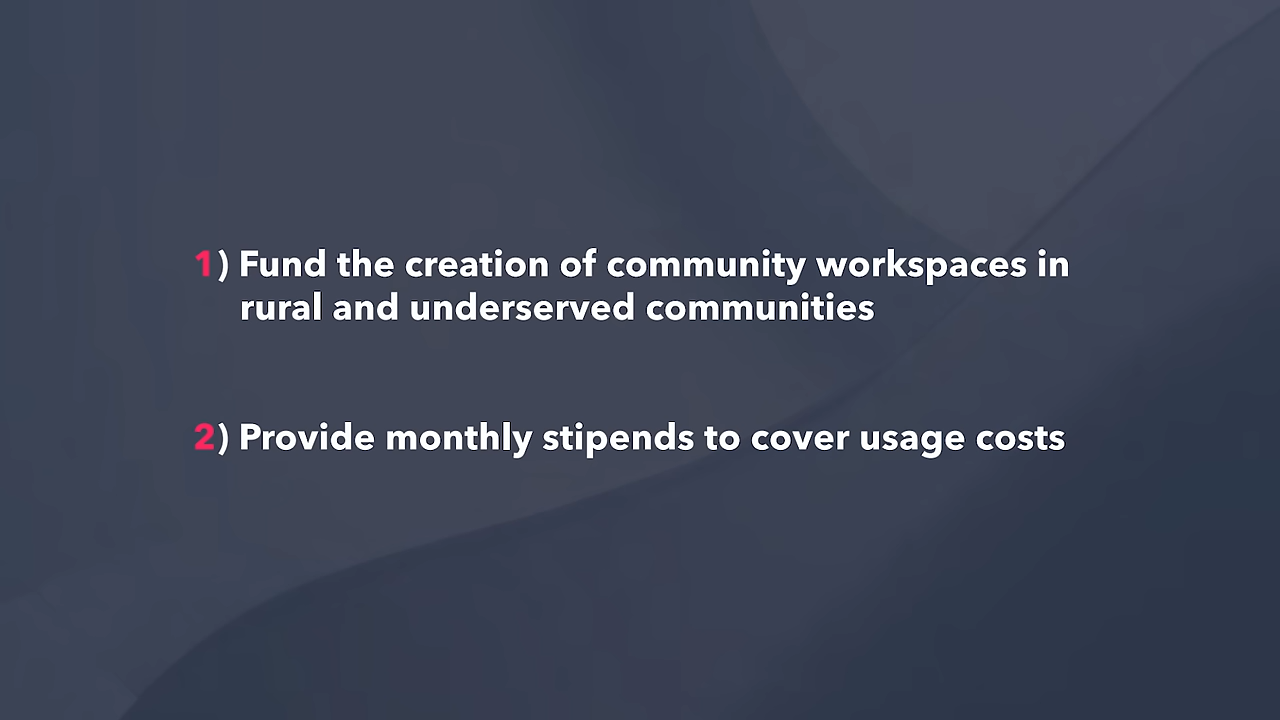 1) Fund the creation of community workspaces in
rural and underserved communities
2) Provide monthly stipends to cover usage costs